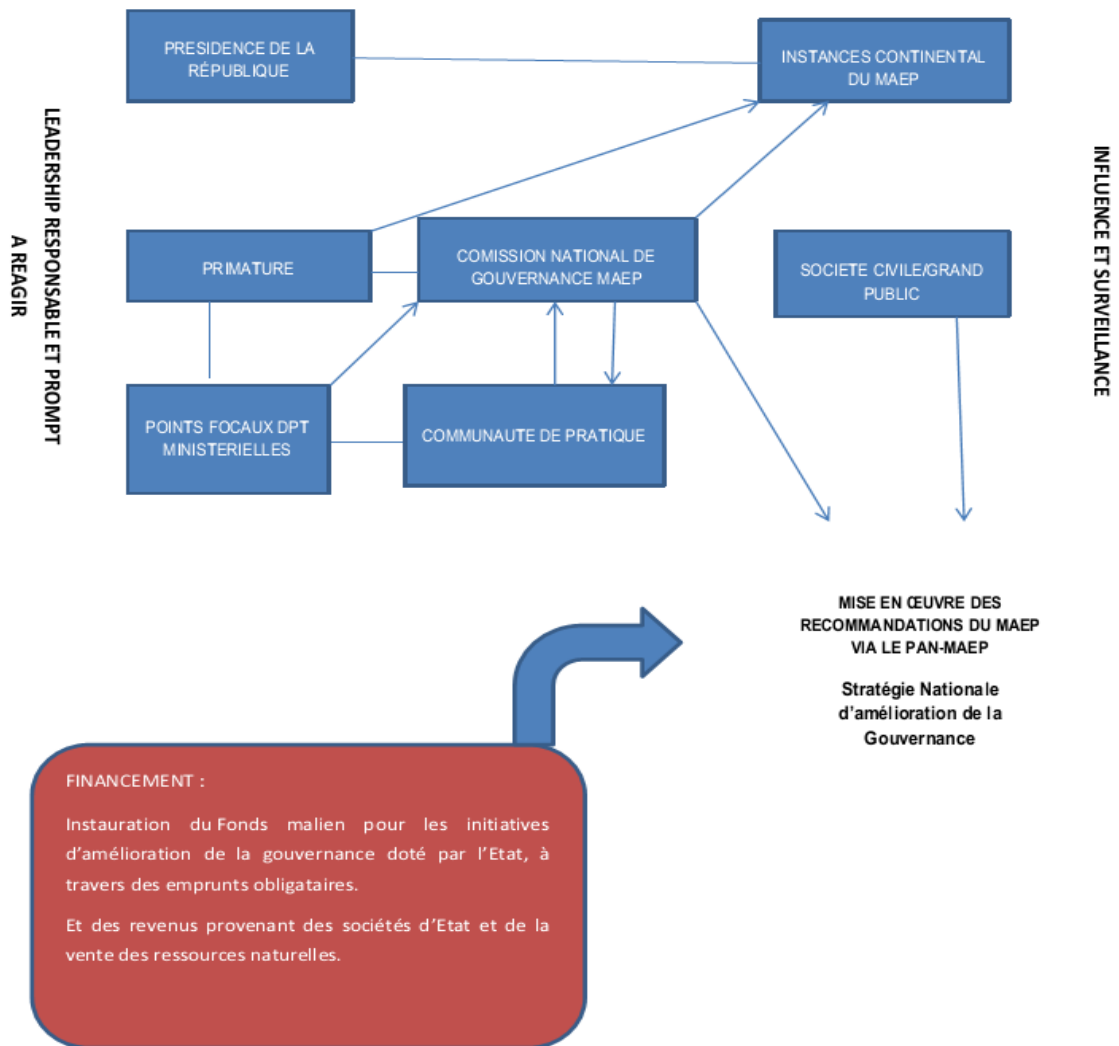 PRESIDENCE DE LA
RÉPUBLIQUE
INSTANCES CONTINENTAL
DU MAEP
LEADERSHIP RESPONSABLE ET PROMPT
A REAGIR
INFLUENCE ET SURVEILLANCE
PRIMATURE
COMISSION NATIONAL DE
GOUVERNANCE MAEP
SOCIETE CIVILE/GRAND
PUBLIC
POINTS FOCAUX DPT
MINISTERIELLES
COMMUNAUTE DE PRATIQUE
MISE EN ŒUVRE DES
RECOMMANDATIONS DU MAEP
VIA LE PAN-MAEP
Stratégie Nationale
d'amélioration de la
Gouvernance
FINANCEMENT :
Instauration du Fonds malien pour les initiatives
d'amélioration de la gouvernance doté par l'Etat, à
travers des emprunts obligataires.
Et des revenus provenant des sociétés d'Etat et de la
vente des ressources naturelles.